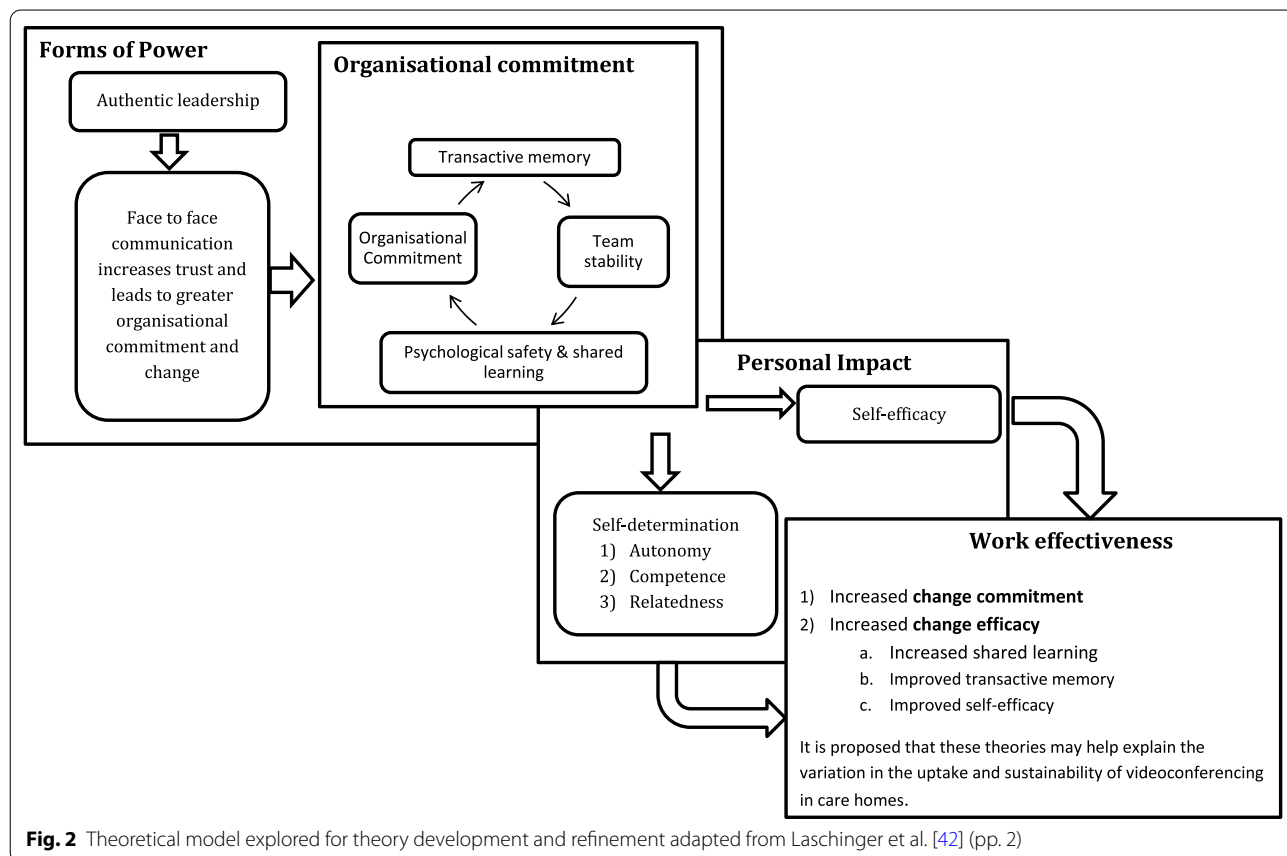 Forms of Power
Authentic leadership
Face to face
communication
increases trust and
leads to greater
organisational
commitment and
change
Organisational commitment
Transactive memory
Organisational
Commitment
Team
stability
Psychological safety & shared
learning
Personal Impact
Self-efficacy
Self-determination
1) Autonomy
2) Competence
3) Relatedness
Work effectiveness
1) Increased change commitment
2) Increased change efficacy
a. Increased shared learning
b. Improved transactive memory
c. Improved self-efficacy
It is proposed that these theories may help explain the
variation in the uptake and sustainability of videoconferencing
in care homes.
Fig. 2 Theoretical model explored for theory development and refinement adapted from Laschinger et al. [42] (pp. 2)